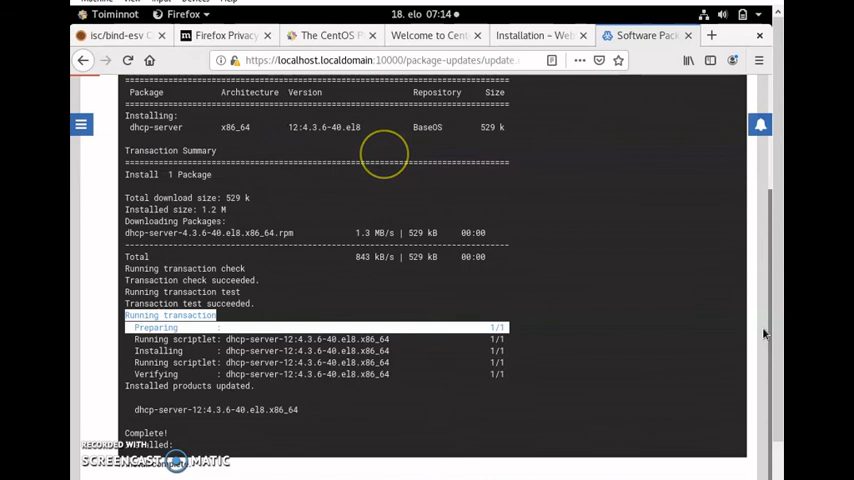 Machine View Input Devices Help
Toiminnot Firefox 18. elo 07:14
isc/bind-esv C Firefox Privacy The CentOS P Welcome to Cent Installation – Web Software Pack
https://localhost.localdomain:10000/package-updates/update.
Package Architecture Version Repository Size
Installing:
dhcp-server x86_64 12:4.3.6-40.el8 BaseOS 529 k
Transaction Summary
Install 1 Package
Total download size: 529 k
Installed size: 1.2 M
Downloading Packages:
dhcp-server-4.3.6-40.el8.x86_64.rpm 1.3 MB/s | 529 kB 00:00
Total 843 kB/s | 529 kB 00:00
Running transaction check
Transaction check succeeded.
Running transaction test
Transaction test succeeded.
Running transaction
Preparing : 1/1
Running scriptlet: dhcp-server-12:4.3.6-40.el8.x86_64 1/1
Installing : dhcp-server-12:4.3.6-40.el8.x86_64 1/1
Running scriptlet: dhcp-server-12:4.3.6-40.el8.x86_64 1/1
Verifying : dhcp-server-12:4.3.6-40.el8.x86_64 1/1
Installed products updated.
dhcp-server-12:4.3.6-40.el8.x86_64
Complete!
RECORDED WITH
SCREENCAST MATIC